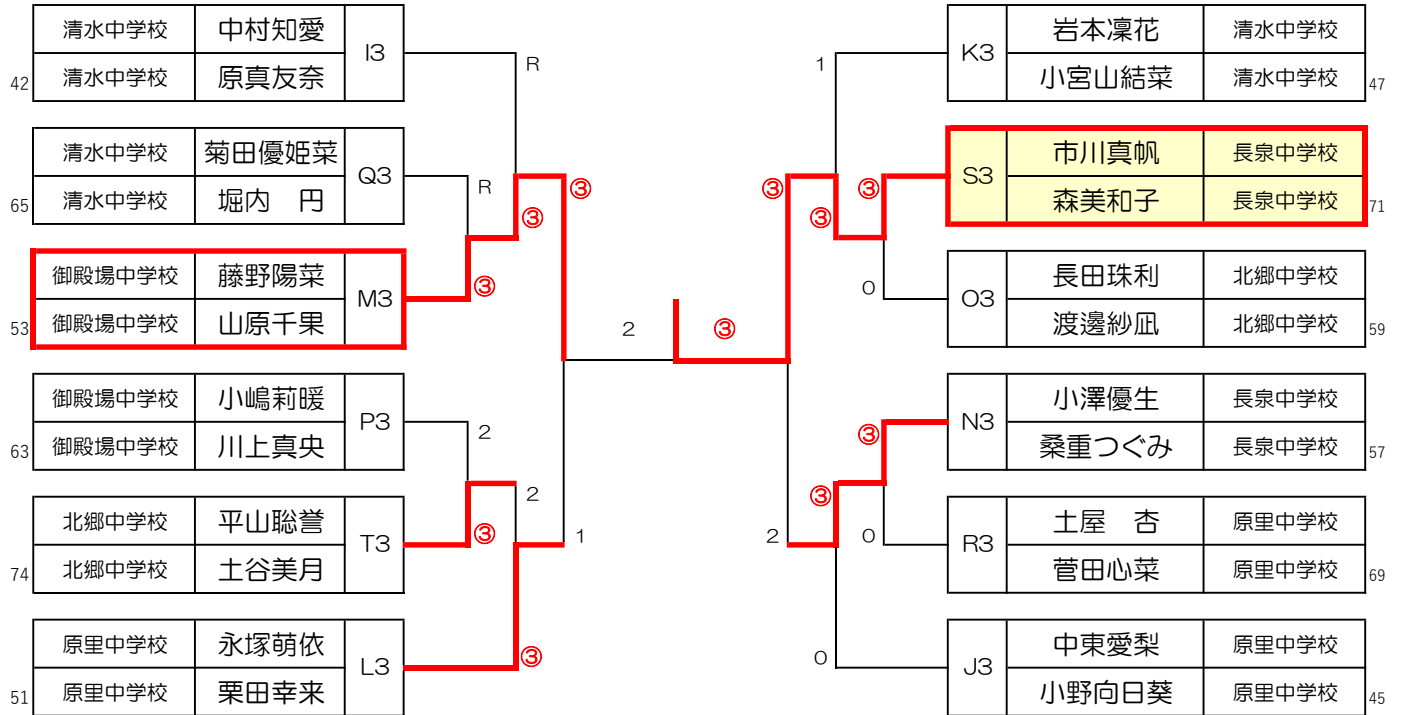 清水中学校 中村知愛 I3
42 清水中学校 原真友奈
R
清水中学校 菊田優姫菜 Q3
65 清水中学校 堀内　円
R
③
③
御殿場中学校 藤野陽菜 M3
53 御殿場中学校 山原千果
③
御殿場中学校 小嶋莉暖 P3
63 御殿場中学校 川上真央
2
2
北郷中学校 平山聡誉 T3
74 北郷中学校 土谷美月
③
1
原里中学校 永塚萌依 L3
51 原里中学校 栗田幸来
③
2
③
1
K3 岩本凜花 清水中学校
小宮山結菜 清水中学校 47
③
③
③
S3 市川真帆 長泉中学校
森美和子 長泉中学校 71
0
O3 長田珠利 北郷中学校
渡邊紗凪 北郷中学校 59
③
N3 小澤優生 長泉中学校
桑重つぐみ 長泉中学校 57
③
2
0
R3 土屋　杏 原里中学校
菅田心菜 原里中学校 69
0
J3 中東愛梨 原里中学校
小野向日葵 原里中学校 45